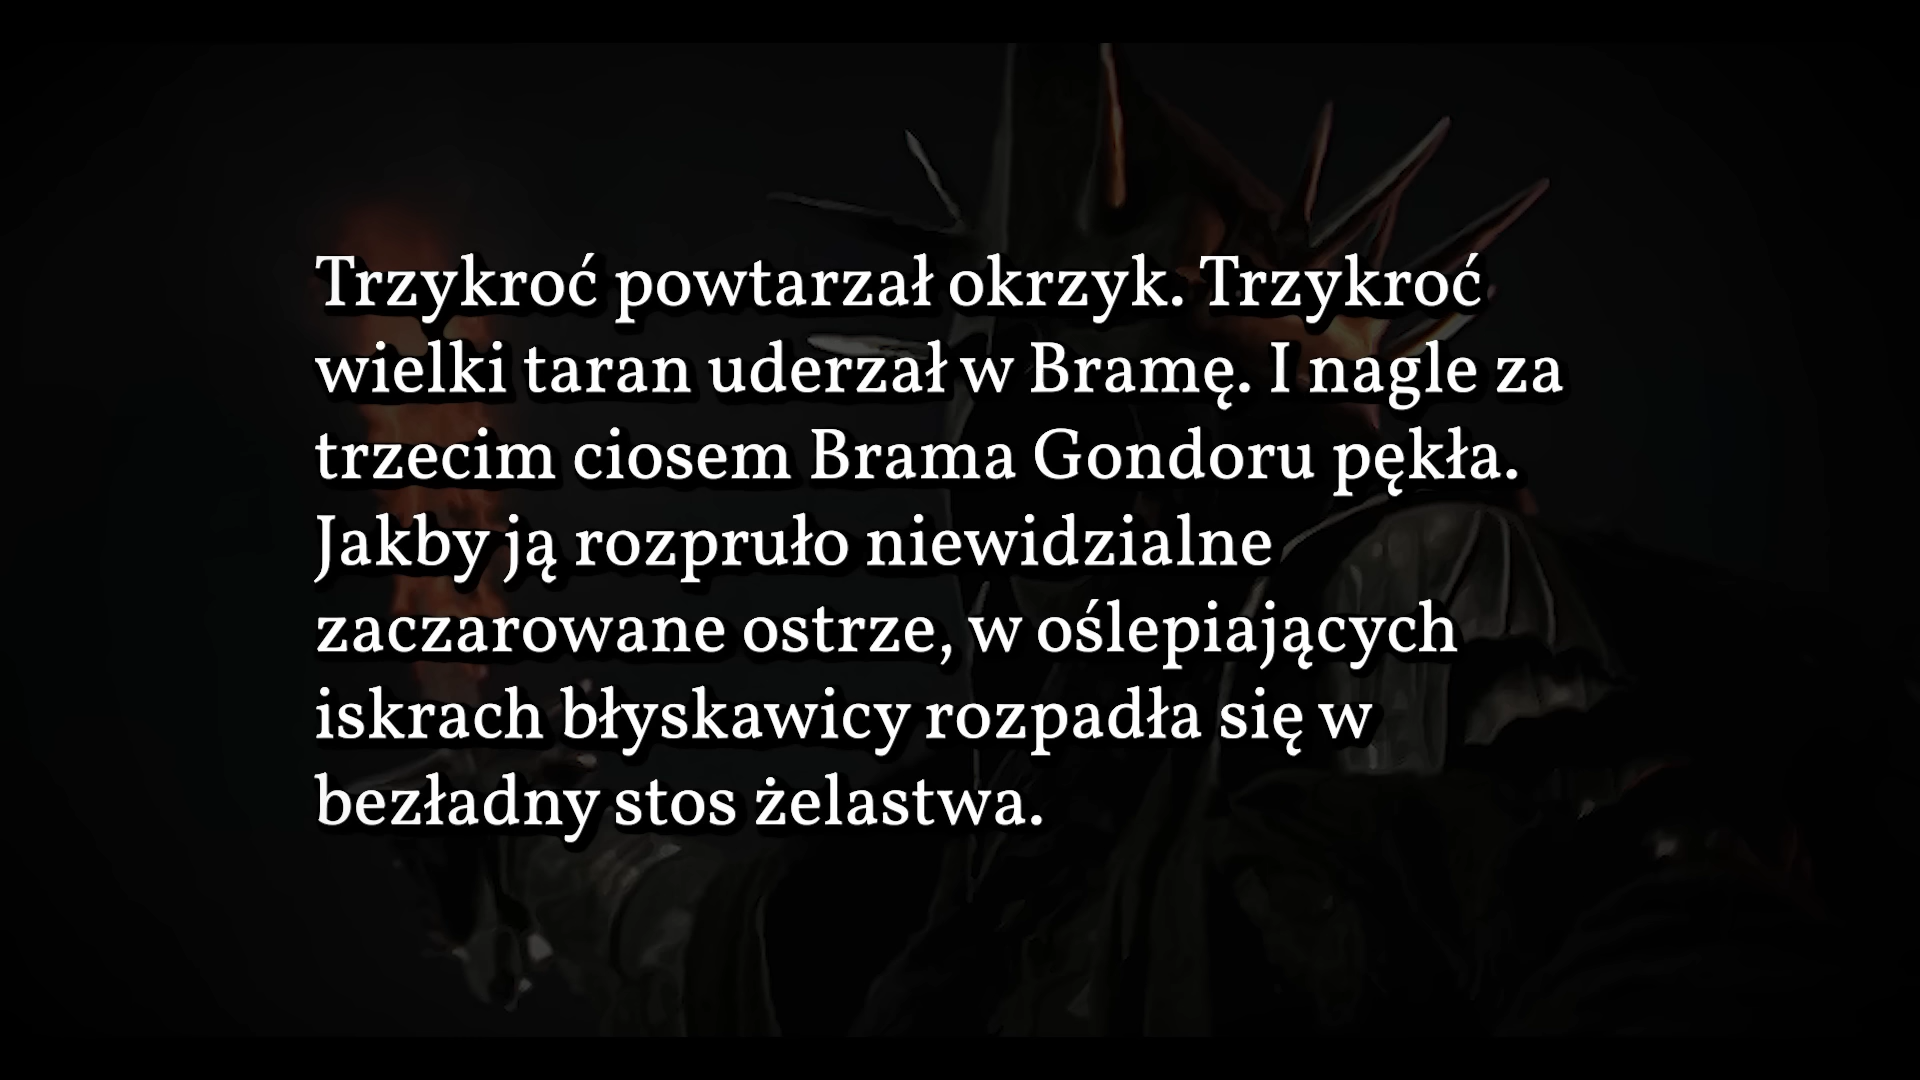 Trzykroć powtarzał okrzyk. Trzykroć
wielki taran uderzał w Bramę. I nagle za
trzecim ciosem Brama Gondoru pękła.
Jakby ją rozpruło niewidzialne
zaczarowane ostrze, w oślepiających
iskrach błyskawicy rozpadła się w
bezładny stos żelastwa.